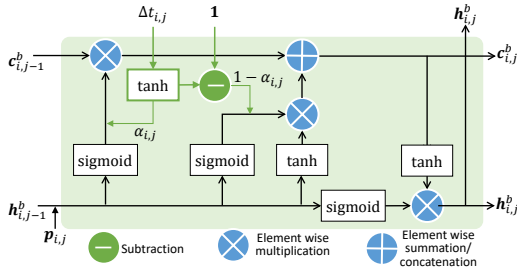 Δt_{i,j}
1
h^b_{i,j}
c^b_{i,j-1}
c^b_{i,j}
tanh
1 − α_{i,j}
α_{i,j}
sigmoid
sigmoid
tanh
tanh
h^b_{i,j-1}
sigmoid
h^b_{i,j}
p_{i,j}
Subtraction
Element wise
multiplication
Element wise
summation/
concatenation